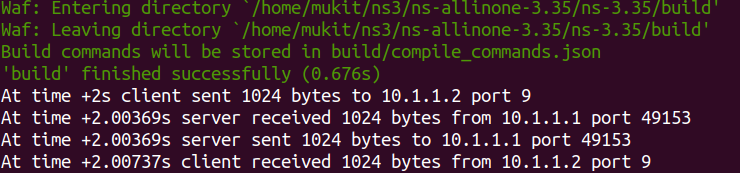 Waf: Entering directory `/home/mukit/ns3/ns-allinone-3.35/ns-3.35/build'
Waf: Leaving directory `/home/mukit/ns3/ns-allinone-3.35/ns-3.35/build'
Build commands will be stored in build/compile_commands.json
'build' finished successfully (0.676s)
At time +2s client sent 1024 bytes to 10.1.1.2 port 9
At time +2.00369s server received 1024 bytes from 10.1.1.1 port 49153
At time +2.00369s server sent 1024 bytes to 10.1.1.1 port 49153
At time +2.00737s client received 1024 bytes from 10.1.1.2 port 9